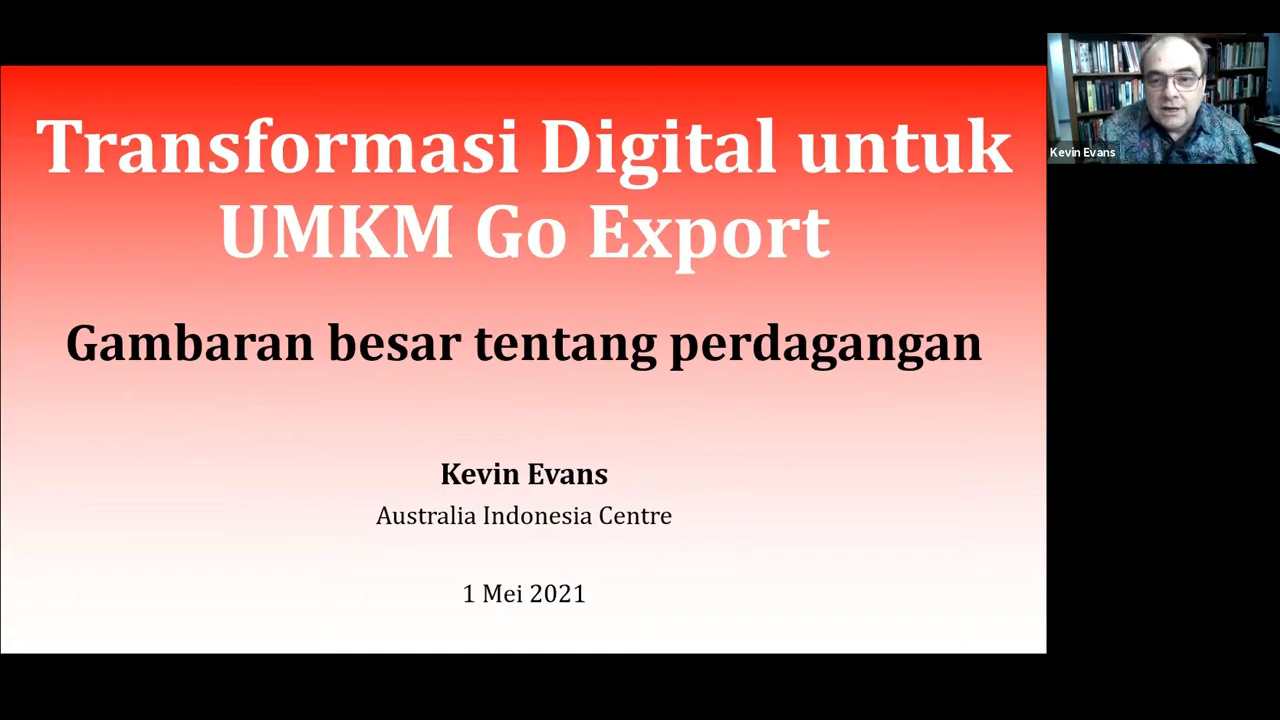 Transformasi Digital untuk
UMKM Go Export
Gambaran besar tentang perdagangan
Kevin Evans
Australia Indonesia Centre
1 Mei 2021
Kevin Evans